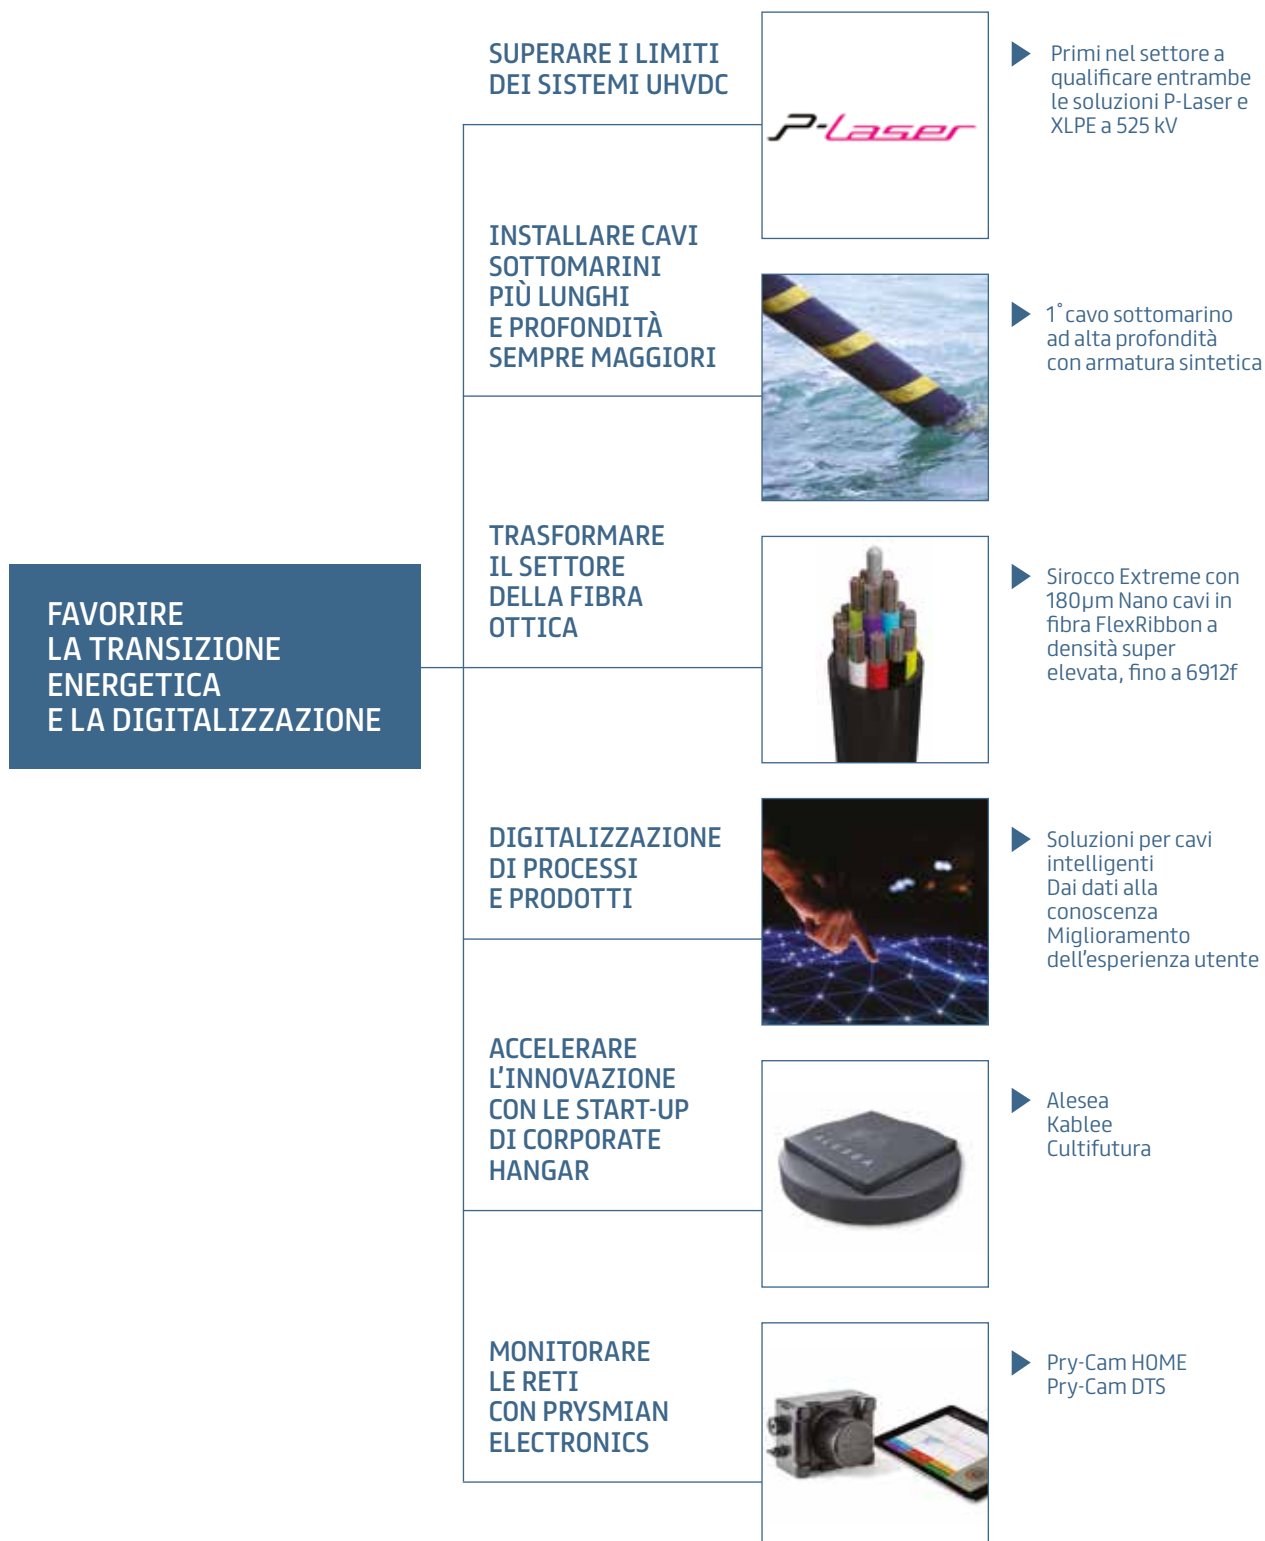 SUPERARE I LIMITI
DEI SISTEMI UHVDC
P-Laser
Primi nel settore a
qualificare entrambe
le soluzioni P-Laser e
XLPE a 525 kV
INSTALLARE CAVI
SOTTOMARINI
PIÙ LUNGHI
E PROFONDITÀ
SEMPRE MAGGIORI
1° cavo sottomarino
ad alta profondità
con armatura sintetica
TRASFORMARE
IL SETTORE
DELLA FIBRA
OTTICA
Sirocco Extreme con
180µm Nano cavi in
fibra FlexRibbon a
densità super
elevata, fino a 6912f
FAVORIRE
LA TRANSIZIONE
ENERGETICA
E LA DIGITALIZZAZIONE
DIGITALIZZAZIONE
DI PROCESSI
E PRODOTTI
Soluzioni per cavi
intelligenti
Dai dati alla
conoscenza
Miglioramento
dell'esperienza utente
ACCELERARE
L'INNOVAZIONE
CON LE START-UP
DI CORPORATE
HANGAR
ALESEA
Alesea
Kablee
Cultifutura
MONITORARE
LE RETI
CON PRYSMIAN
ELECTRONICS
Pry-Cam HOME
Pry-Cam DTS